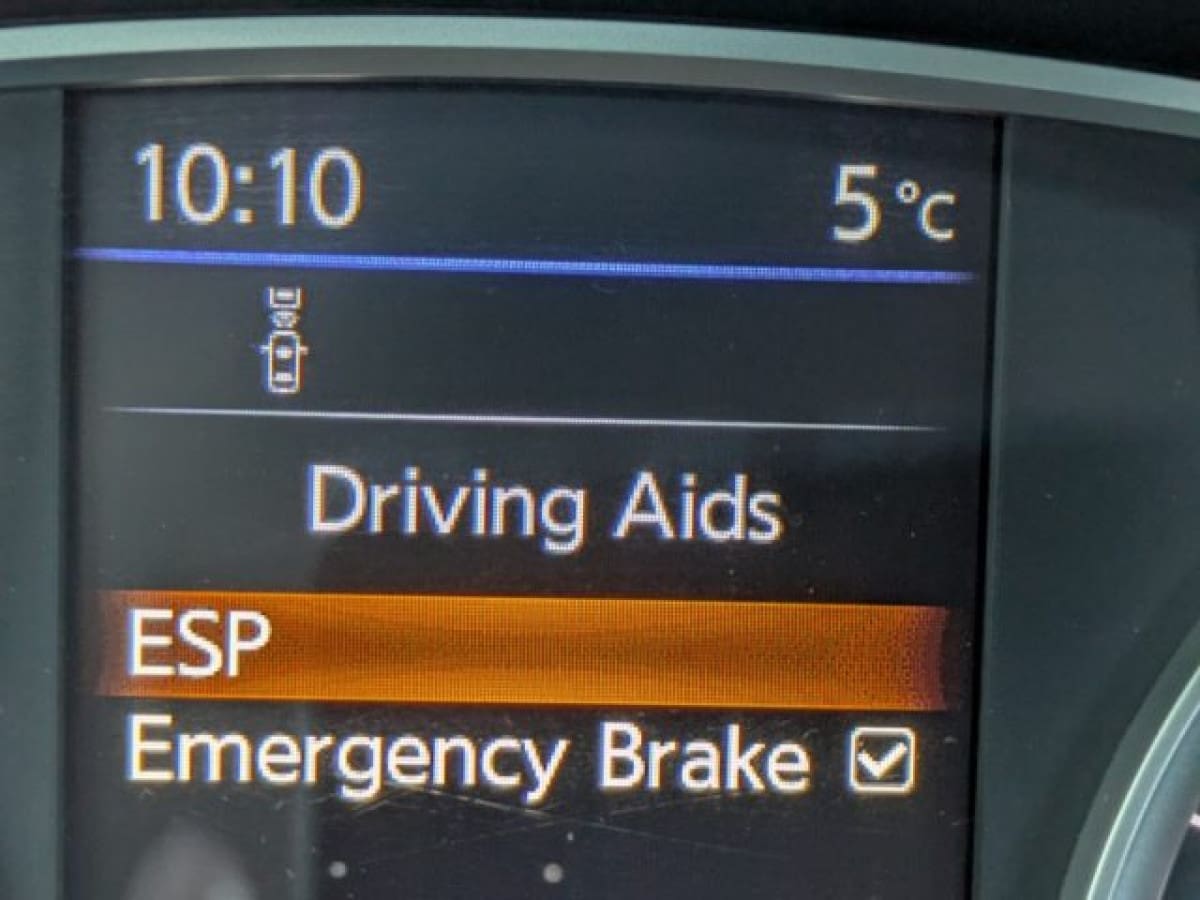 10:10 5°C
Driving Aids
ESP
Emergency Brake